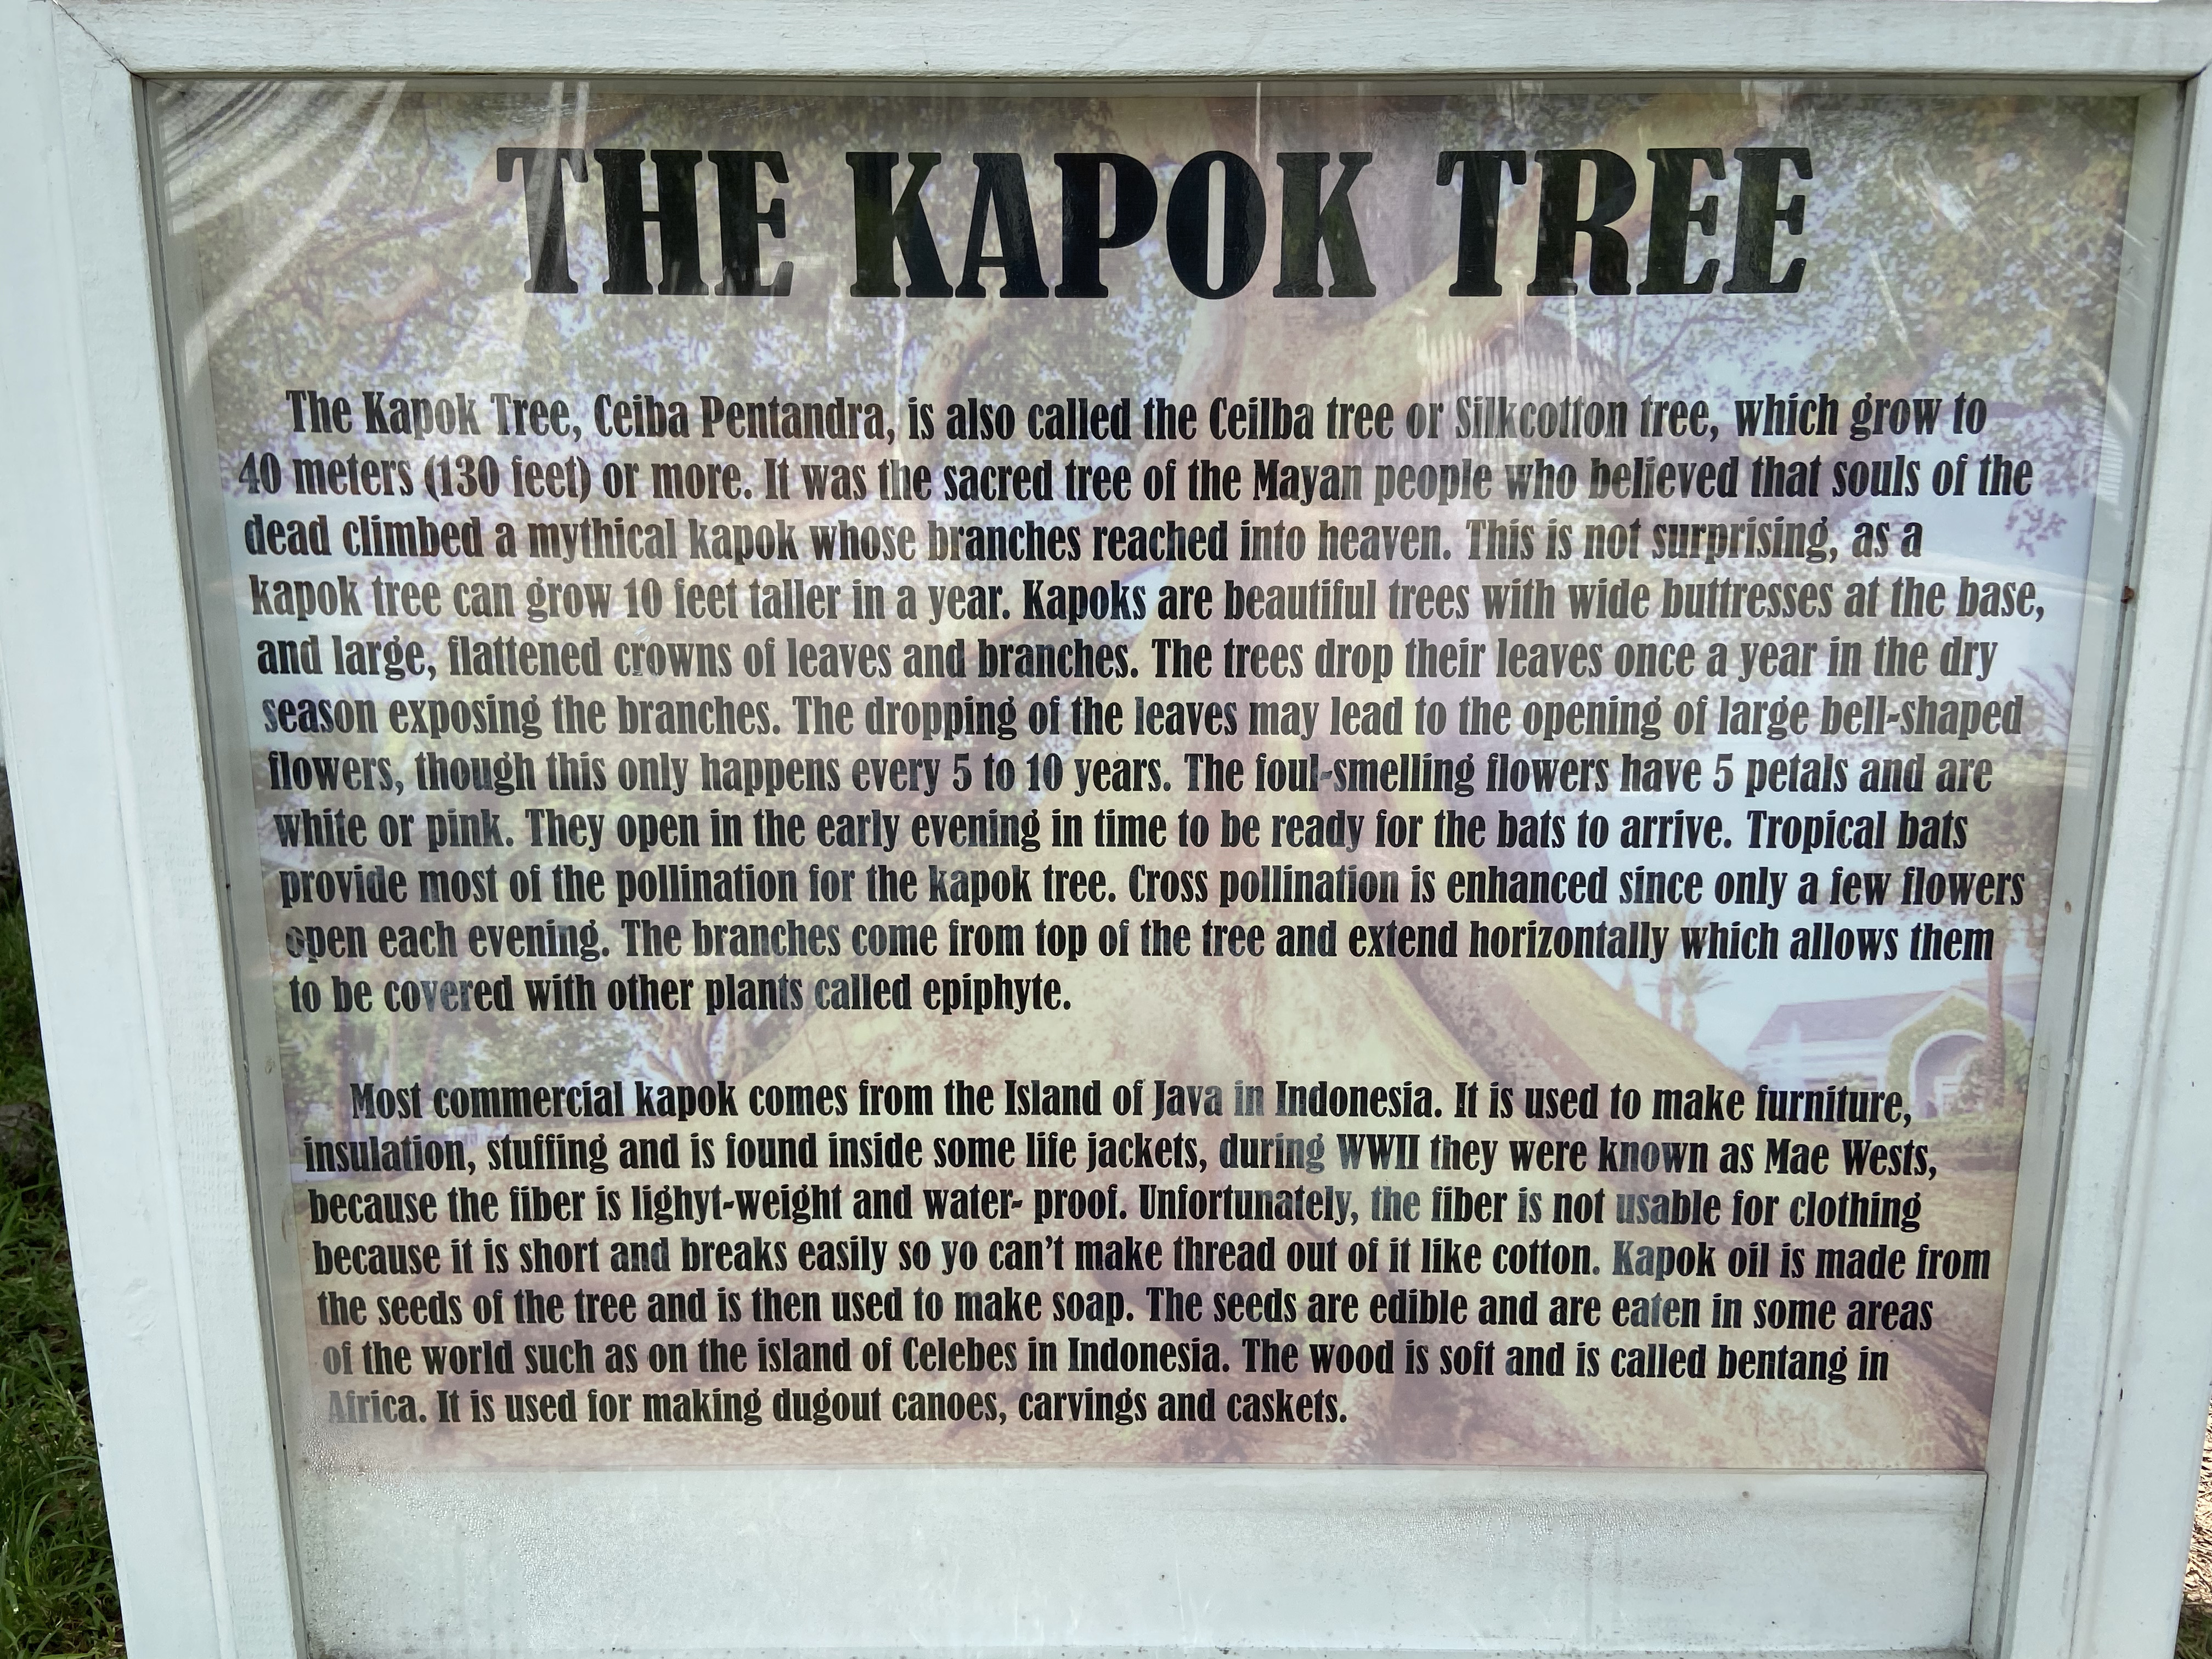 THE KAPOK TREE
The Kapok Tree, Ceiba Pentandra, is also called the Ceilba tree or Silkcotton tree, which grow to
40 meters (130 feet) or more. It was the sacred tree of the Mayan people who believed that souls of the
dead climbed a mythical kapok whose branches reached into heaven. This is not surprising, as a
kapok tree can grow 10 feet taller in a year. Kapoks are beautiful trees with wide buttresses at the base,
and large, flattened crowns of leaves and branches. The trees drop their leaves once a year in the dry
season exposing the branches. The dropping of the leaves may lead to the opening of large bell-shaped
flowers, though this only happens every 5 to 10 years. The foul-smelling flowers have 5 petals and are
white or pink. They open in the early evening in time to be ready for the bats to arrive. Tropical bats
provide most of the pollination for the kapok tree. Cross pollination is enhanced since only a few flowers
open each evening. The branches come from top of the tree and extend horizontally which allows them
to be covered with other plants called epiphyte.
Most commercial kapok comes from the Island of Java in Indonesia. It is used to make furniture,
insulation, stuffing and is found inside some life jackets, during WWII they were known as Mae Wests,
because the fiber is lighyt-weight and water- proof. Unfortunately, the fiber is not usable for clothing
because it is short and breaks easily so yo can't make thread out of it like cotton. Kapok oil is made from
the seeds of the tree and is then used to make soap. The seeds are edible and are eaten in some areas
of the world such as on the island of Celebes in Indonesia. The wood is soft and is called bentang in
Africa. It is used for making dugout canoes, carvings and caskets.